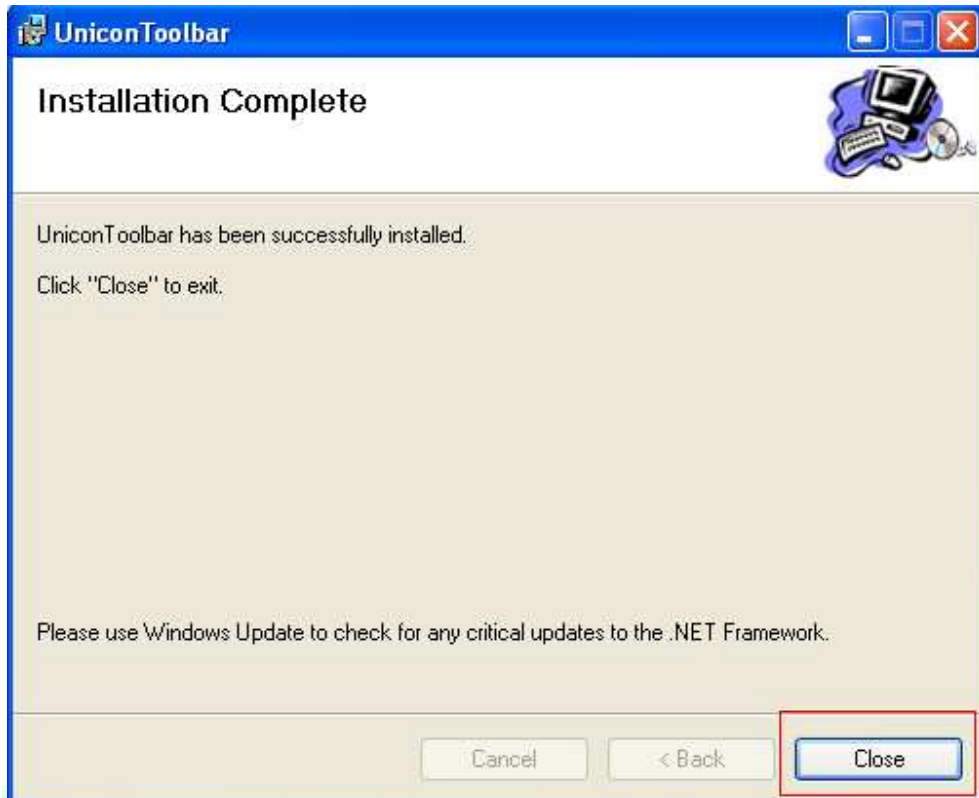 UniconToolbar
Installation Complete
UniconToolbar has been successfully installed.
Click "Close" to exit.
Please use Windows Update to check for any critical updates to the .NET Framework.
Cancel
< Back
Close